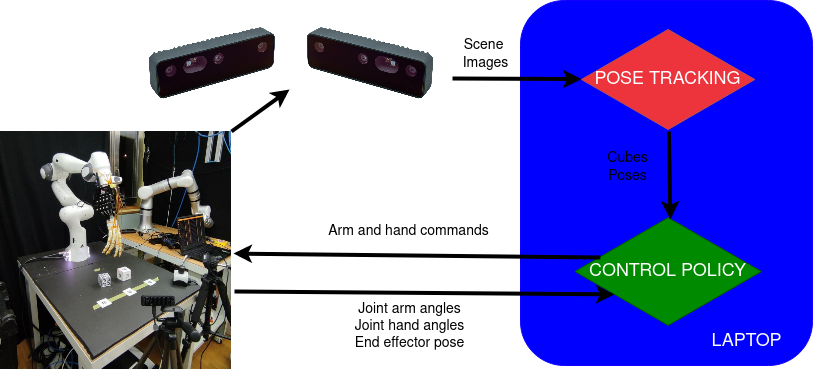 Scene
Images
POSE TRACKING
Cubes
Poses
Arm and hand commands
CONTROL POLICY
Joint arm angles
Joint hand angles
End effector pose
LAPTOP